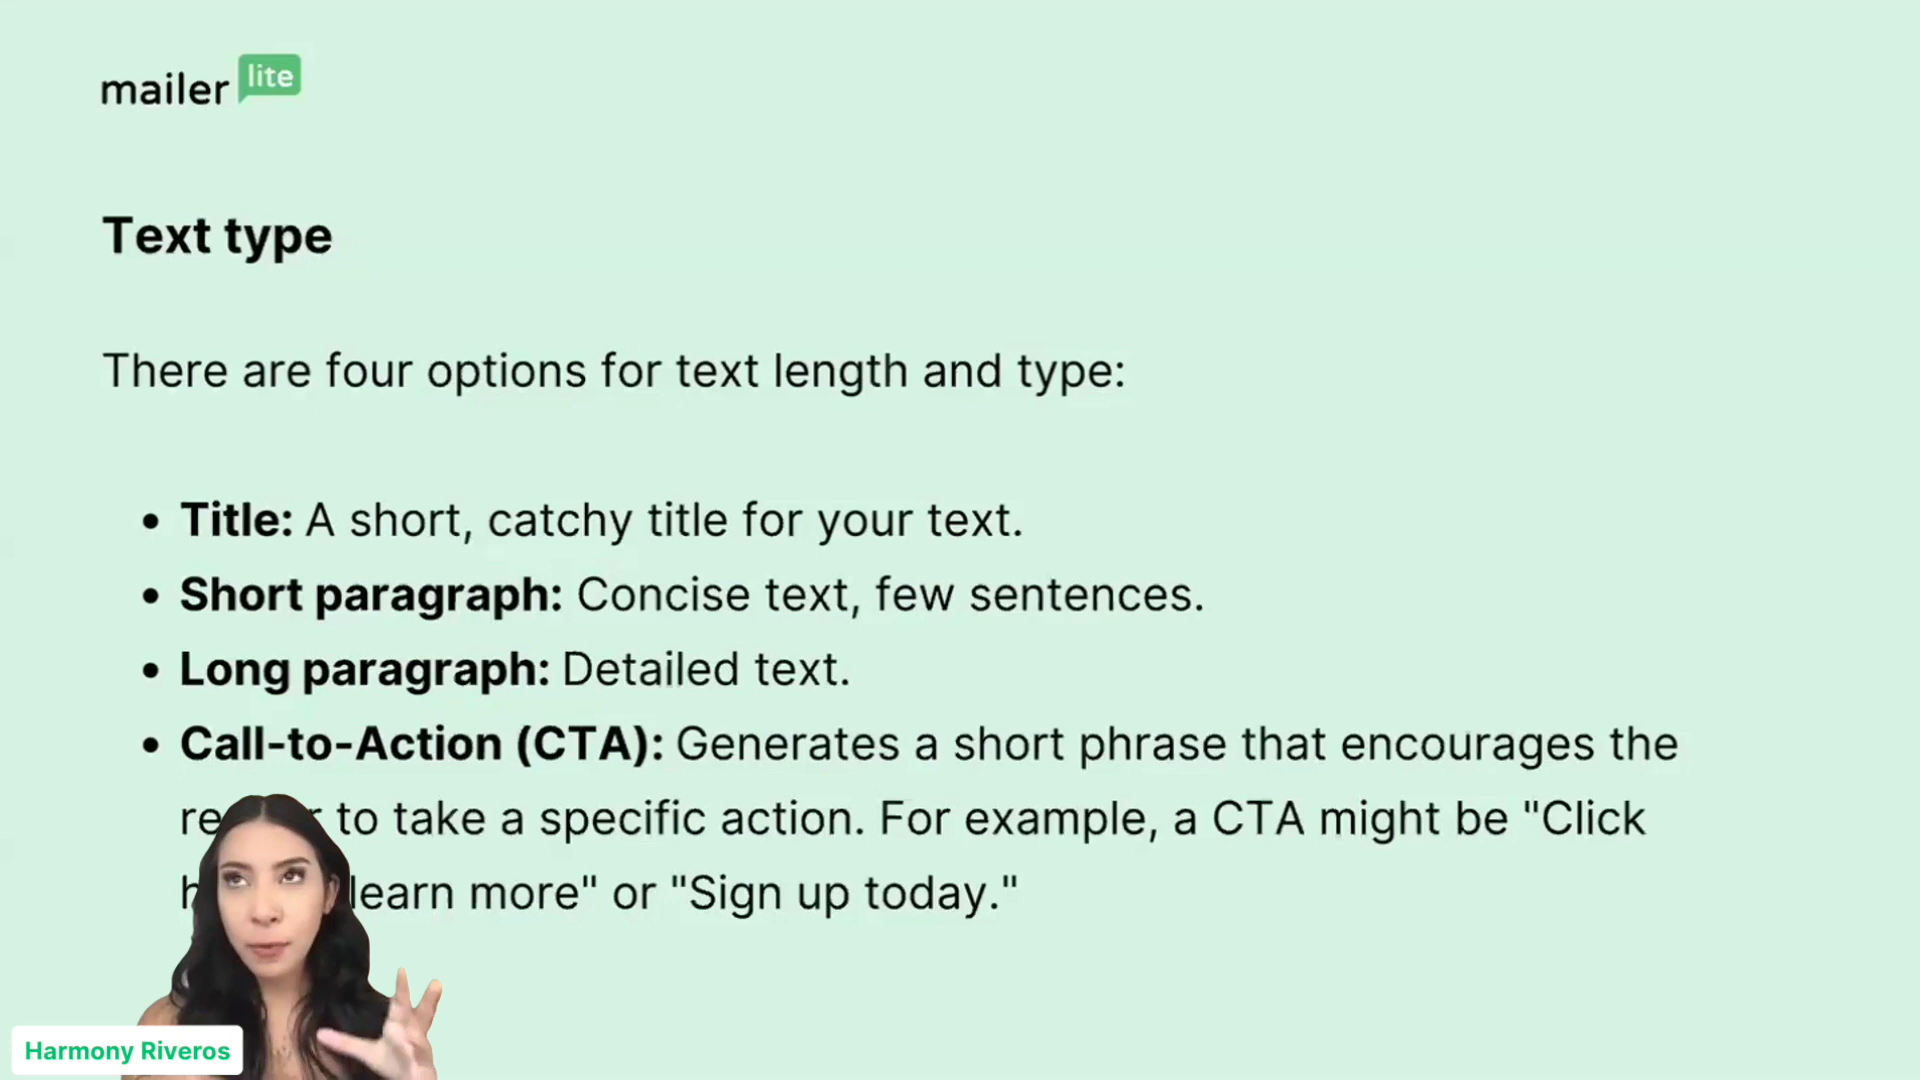 mailer lite
Text type
There are four options for text length and type:
• Title: A short, catchy title for your text.
• Short paragraph: Concise text, few sentences.
• Long paragraph: Detailed text.
• Call-to-Action (CTA): Generates a short phrase that encourages the
to take a specific action. For example, a CTA might be "Click
learn more" or "Sign up today."
Harmony Riveros